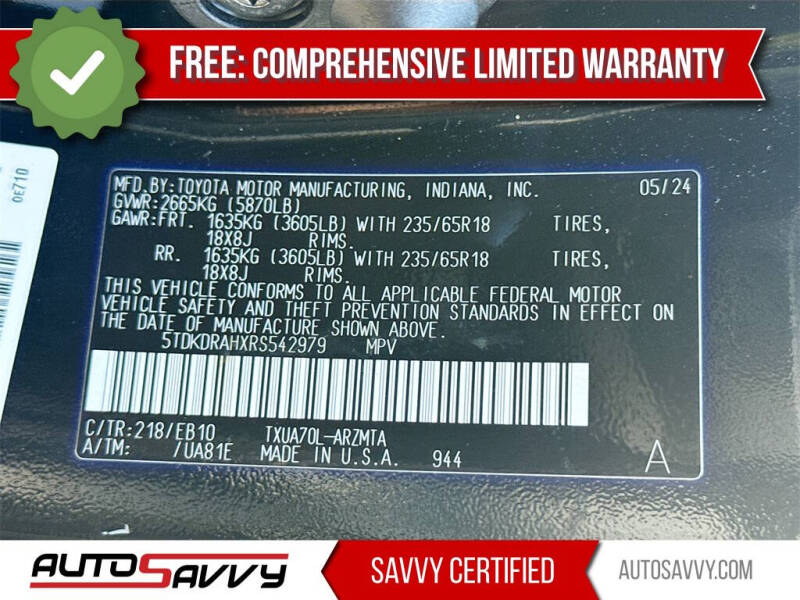 FREE: COMPREHENSIVE LIMITED WARRANTY
0E710
MFD.BY:TOYOTA MOTOR MANUFACTURING, INDIANA, INC. 05/24
GVWR:2665KG (5870LB)
GAWR:FRT. 1635KG (3605LB) WITH 235/65R18 TIRES,
18X8J RIMS.
RR. 1635KG (3605LB) WITH 235/65R18 TIRES,
18X8J RIMS.
THIS VEHICLE CONFORMS TO ALL APPLICABLE FEDERAL MOTOR
VEHICLE SAFETY AND THEFT PREVENTION STANDARDS IN EFFECT ON
THE DATE OF MANUFACTURE SHOWN ABOVE.
5TDKDRAHXRS542979 MPV
C/TR:218/EB10 TXUA70L-ARZMTA
A/TM: /UA81E MADE IN U.S.A. 944 A
AUTOSAVVY SAVVY CERTIFIED AUTOSAVVY.COM